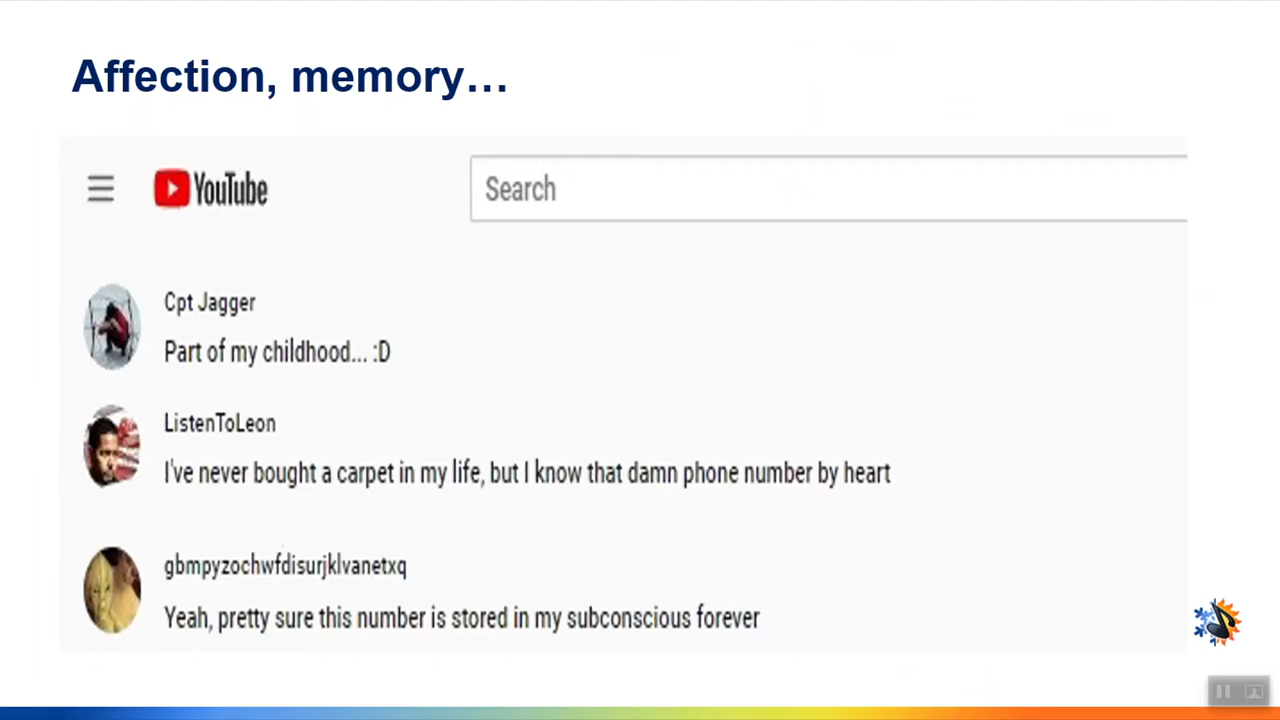 Affection, memory…
YouTube
Search
Cpt Jagger
Part of my childhood... :D
ListenToLeon
I've never bought a carpet in my life, but I know that damn phone number by heart
gbmpyzochwfdisurjklvanetxq
Yeah, pretty sure this number is stored in my subconscious forever